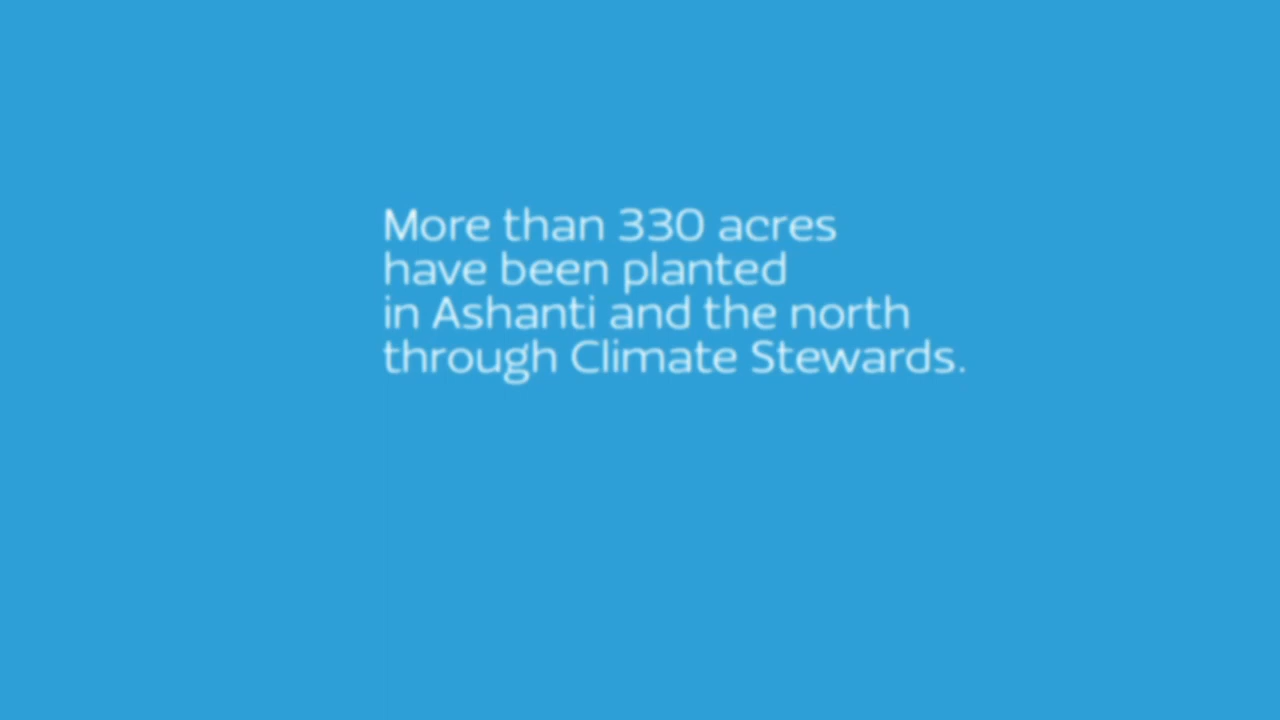 More than 330 acres
have been planted
in Ashanti and the north
through Climate Stewards.